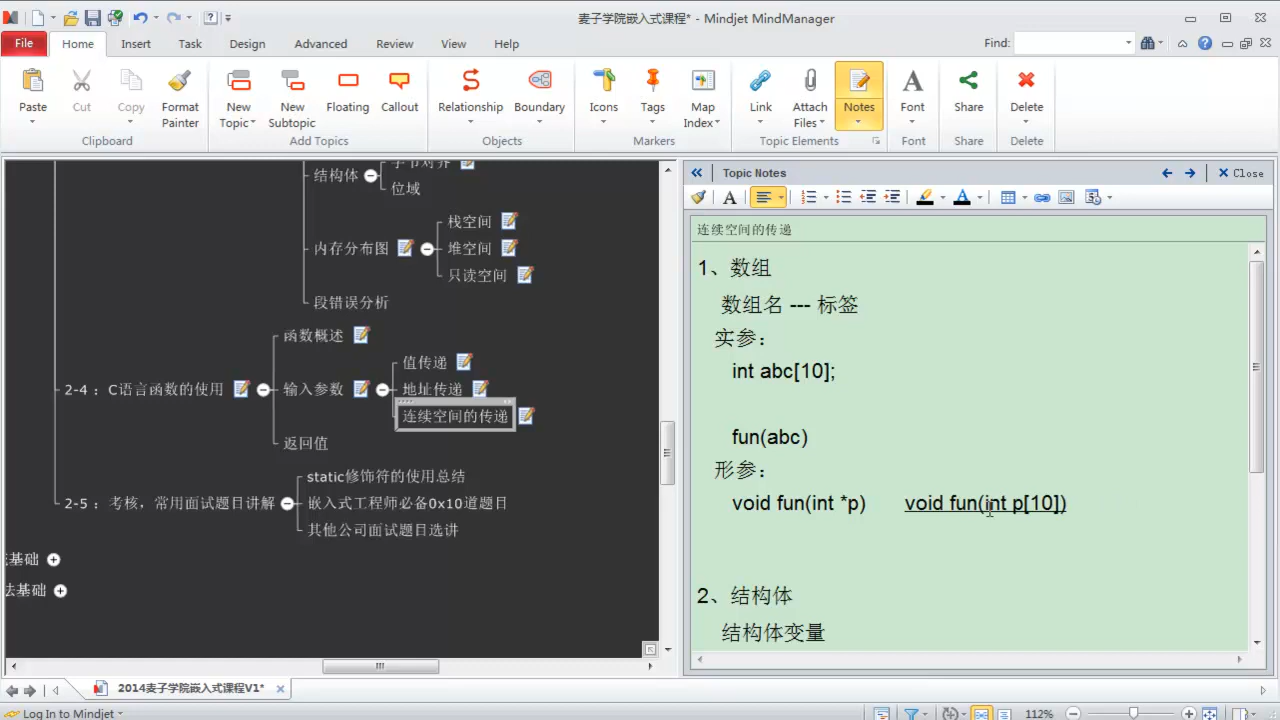 麦子学院嵌入式课程* - Mindjet MindManager
File
Home
Insert
Task
Design
Advanced
Review
View
Help
Find:
Paste
Cut
Copy
Format Painter
Clipboard
New Topic
New Subtopic
Floating
Callout
Add Topics
Relationship
Boundary
Objects
Icons
Tags
Map Index
Markers
Link
Attach Files
Notes
Topic Elements
Font
Font
Share
Share
Delete
Delete
字节对齐
结构体
位域
栈空间
内存分布图
堆空间
只读空间
段错误分析
函数概述
值传递
2-4 : C语言函数的使用
输入参数
地址传递
连续空间的传递
返回值
static修饰符的使用总结
2-5 : 考核，常用面试题目讲解
嵌入式工程师必备0x10道题目
其他公司面试题目选讲
基础
法基础
Topic Notes
Close
连续空间的传递
1、数组
数组名 --- 标签
实参：
int abc[10];
fun(abc)
形参：
void fun(int *p) void fun(int p[10])
2、结构体
结构体变量
2014麦子学院嵌入式课程V1*
Log In to Mindjet
112%